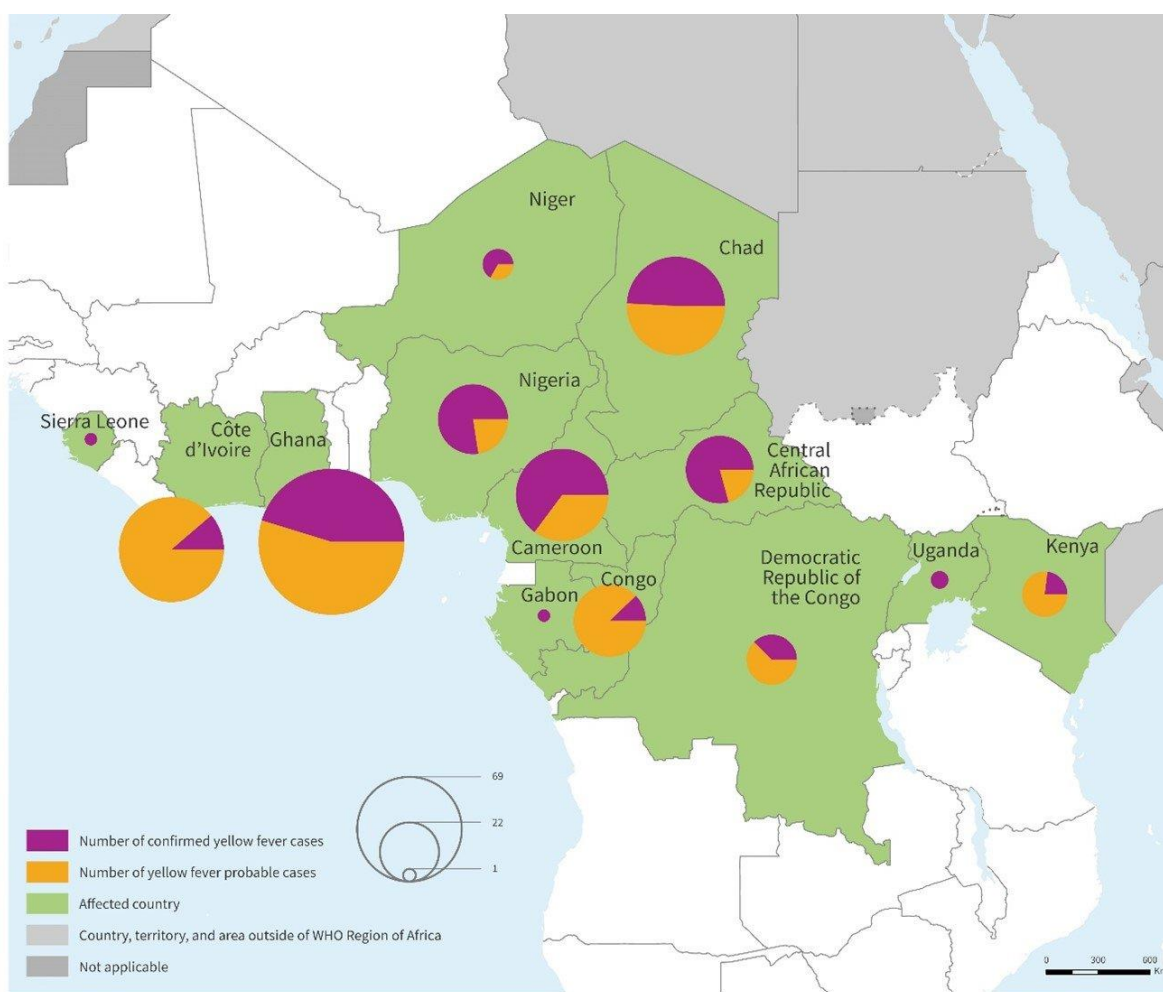 Niger
Chad
Nigeria
Sierra Leone
Côte
d’Ivoire
Ghana
Central
African
Republic
Cameroon
Democratic
Republic of
the Congo
Uganda
Kenya
Congo
Gabon
69
22
1
Number of confirmed yellow fever cases
Number of yellow fever probable cases
Affected country
Country, territory, and area outside of WHO Region of Africa
Not applicable
0 300 600